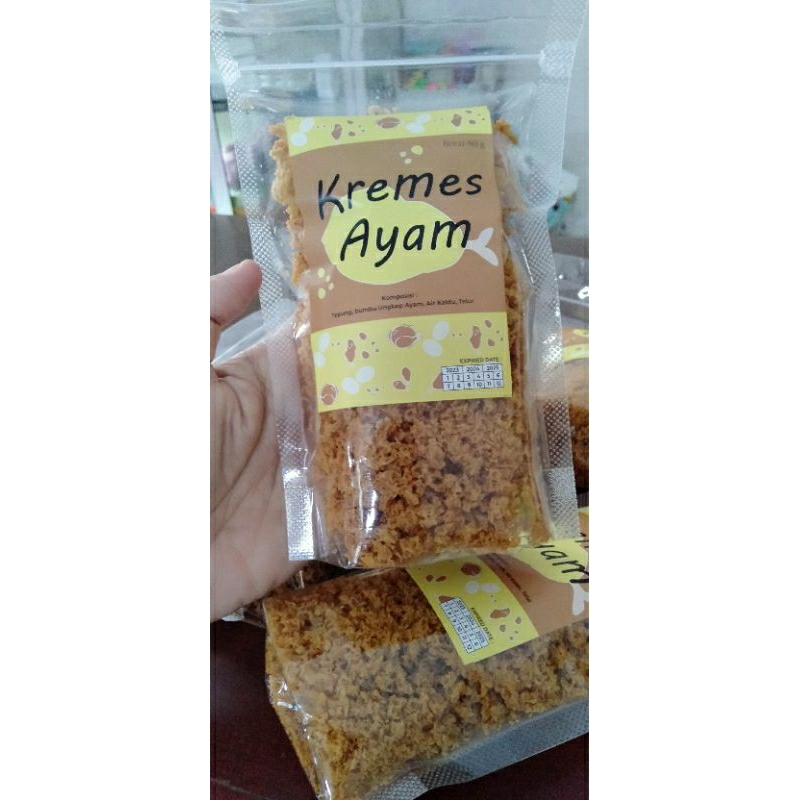 Kremes
Ayam
Komposisi :
Tepung, bumbu Ungkep Ayam, Air Kaldu, Telur
EXPIRED DATE
2023 2024 2025
1 2 3 4 5 6
7 8 9 10 11 12